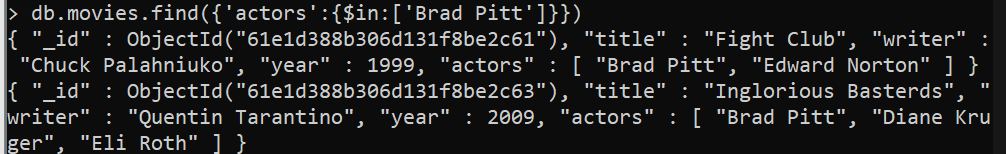 > db.movies.find({'actors':{$in:['Brad Pitt']}})
{ "_id" : ObjectId("61e1d388b306d131f8be2c61"), "title" : "Fight Club", "writer" :
 "Chuck Palahniuko", "year" : 1999, "actors" : [ "Brad Pitt", "Edward Norton" ] }
{ "_id" : ObjectId("61e1d388b306d131f8be2c63"), "title" : "Inglorious Basterds", "
writer" : "Quentin Tarantino", "year" : 2009, "actors" : [ "Brad Pitt", "Diane Kru
ger", "Eli Roth" ] }